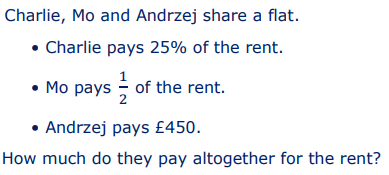 Charlie, Mo and Andrzej share a flat.
• Charlie pays 25% of the rent.
• Mo pays 1/2 of the rent.
• Andrzej pays £450.
How much do they pay altogether for the rent?